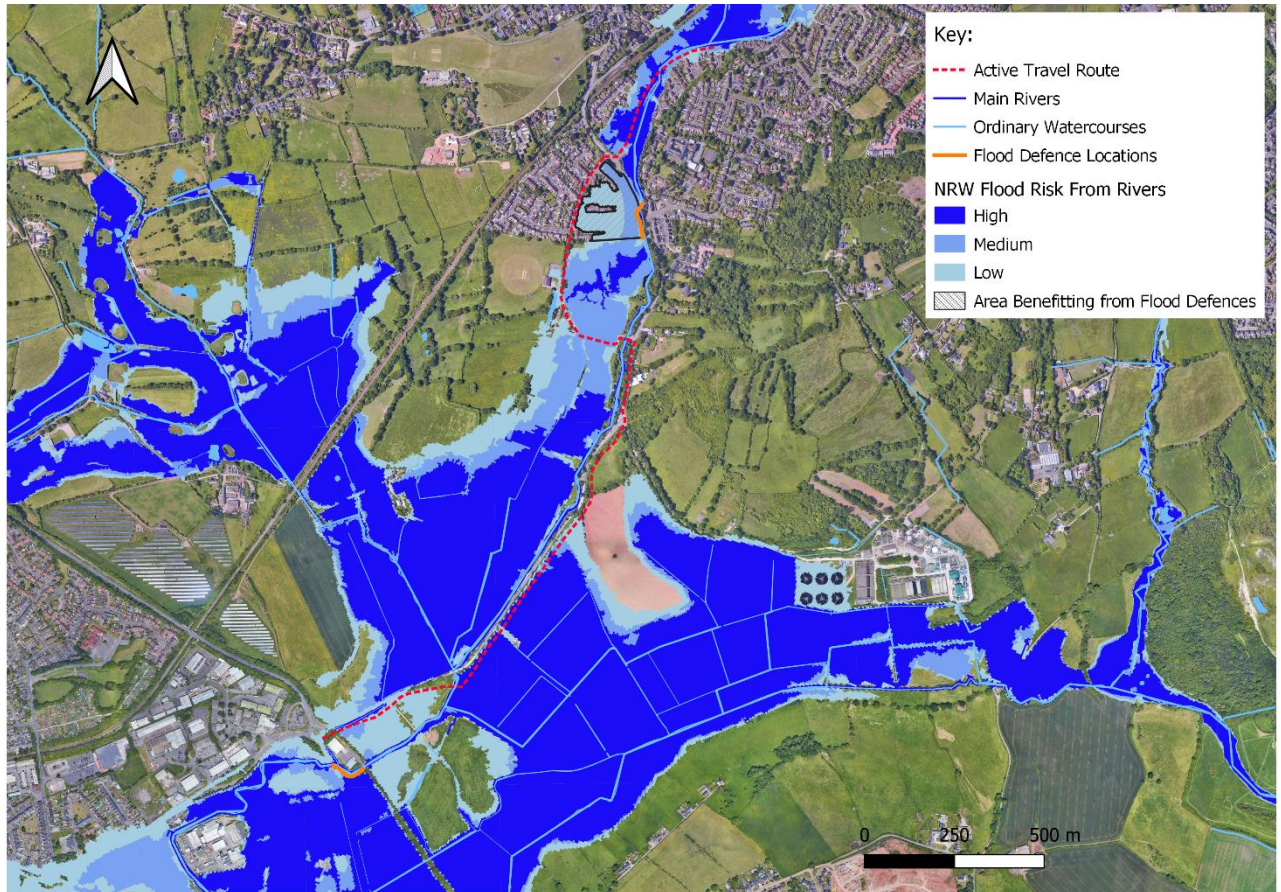 Key:
Active Travel Route
Main Rivers
Ordinary Watercourses
Flood Defence Locations
NRW Flood Risk From Rivers
High
Medium
Low
Area Benefitting from Flood Defences
0 250 500 m